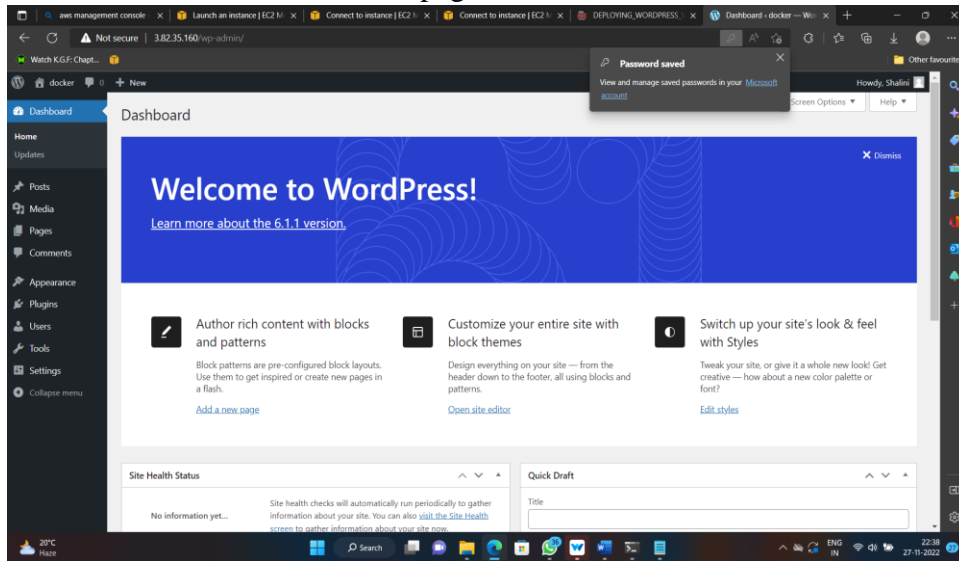 aws management console
Launch an instance | EC2 M
Connect to instance | EC2 M
Connect to instance | EC2 M
DEPLOYING_WORDPRESS_
Dashboard ‹ docker — Wor
Not secure | 3.82.35.160/wp-admin/
Watch K.G.F: Chapt...
Other favourite
Password saved
View and manage saved passwords in your Microsoft
account
docker 0 + New
Howdy, Shalini
Screen Options ▼ Help ▼
Dashboard
Home
Updates
Posts
Media
Pages
Comments
Appearance
Plugins
Users
Tools
Settings
Collapse menu
Dashboard
Dismiss
Welcome to WordPress!
Learn more about the 6.1.1 version.
Author rich content with blocks
and patterns
Block patterns are pre-configured block layouts.
Use them to get inspired or create new pages in
a flash.
Add a new page
Customize your entire site with
block themes
Design everything on your site — from the
header down to the footer, all using blocks and
patterns.
Open site editor
Switch up your site's look & feel
with Styles
Tweak your site, or give it a whole new look! Get
creative — how about a new color palette or
font?
Edit styles
Site Health Status
No information yet...
Site health checks will automatically run periodically to gather
information about your site. You can also visit the Site Health
screen to gather information about your site now.
Quick Draft
Title
20°C
Haze
Search
ENG
IN
22:38
27-11-2022